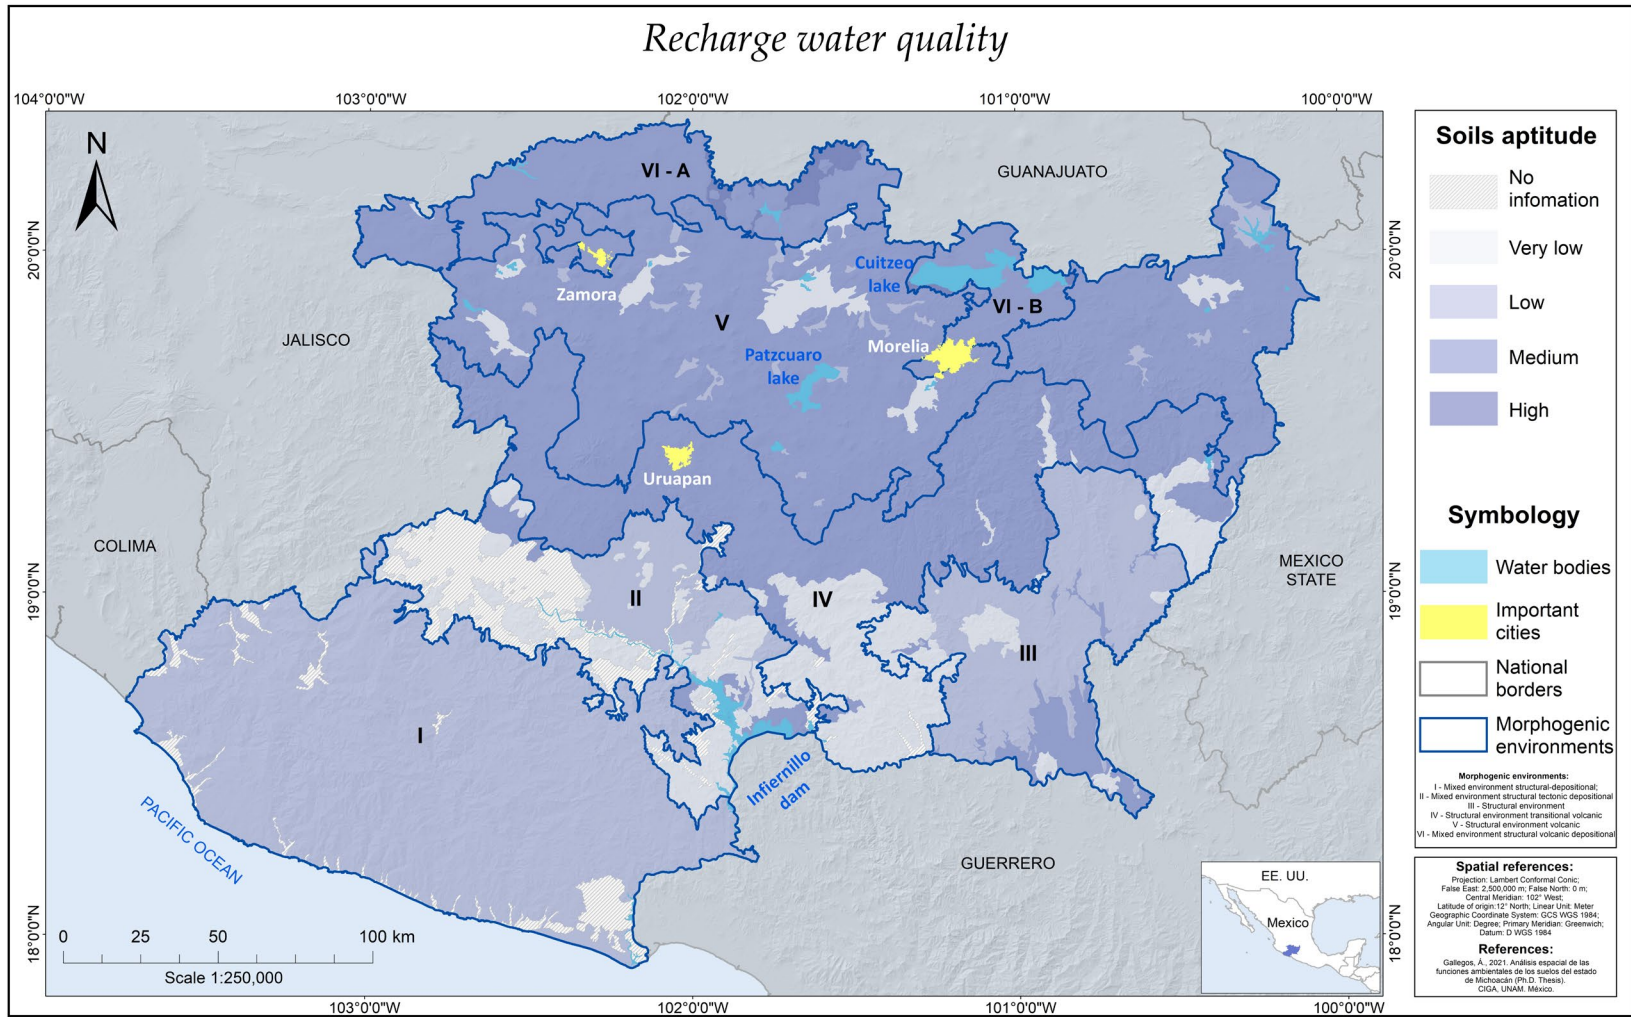 Recharge water quality
104°0'0"W
103°0'0"W
102°0'0"W
101°0'0"W
100°0'0"W
N
20°0'0"N
19°0'0"N
18°0'0"N
VI - A
GUANAJUATO
Zamora
Cuitzeo
lake
VI - B
V
JALISCO
Morelia
Patzcuaro
lake
Uruapan
COLIMA
MEXICO
STATE
II
IV
III
I
Infiernillo
dam
PACIFIC OCEAN
GUERRERO
0 25 50 100 km
Scale 1:250,000
20°0'0"N
19°0'0"N
18°0'0"N
103°0'0"W
102°0'0"W
101°0'0"W
100°0'0"W
EE. UU.
Mexico
Soils aptitude
No
infomation
Very low
Low
Medium
High
Symbology
Water bodies
Important
cities
National
borders
Morphogenic
environments
Morphogenic environments:
I - Mixed environment structural-depositional;
II - Mixed environment structural tectonic depositional
III - Structural environment
IV - Structural environment transitional volcanic
V - Structural environment volcanic
VI - Mixed environment structural volcanic depositional
Spatial references:
Projection: Lambert Conformal Conic;
False East: 2,500,000 m; False North: 0 m;
Central Meridian: 102° West;
Latitude of origin:12° North; Linear Unit: Meter
Geographic Coordinate System: GCS WGS 1984;
Angular Unit: Degree; Primary Meridian: Greenwich;
Datum: D WGS 1984
References:
Gallegos, Á., 2021. Análisis espacial de las
funciones ambientales de los suelos del estado
de Michoacán (Ph.D. Thesis).
CIGA, UNAM. México.